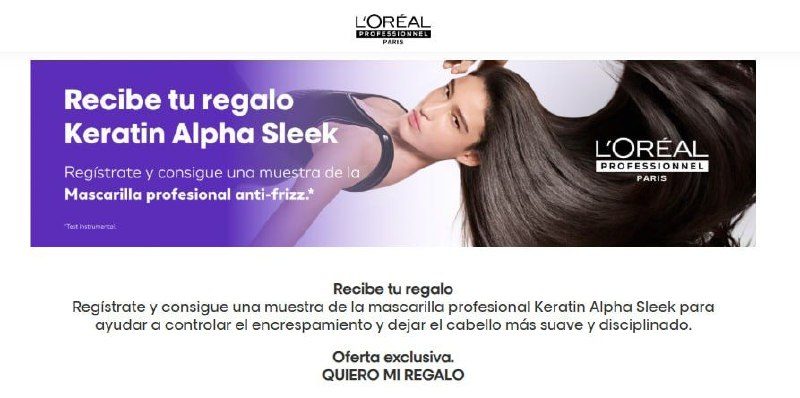 L'ORÉAL
PROFESSIONNEL
PARIS
Recibe tu regalo
Keratin Alpha Sleek
Regístrate y consigue una muestra de la
Mascarilla profesional anti-frizz.*
*Test instrumental.
L'ORÉAL
PROFESSIONNEL
PARIS
Recibe tu regalo
Regístrate y consigue una muestra de la mascarilla profesional Keratin Alpha Sleek para
ayudar a controlar el encrespamiento y dejar el cabello más suave y disciplinado.
Oferta exclusiva.
QUIERO MI REGALO